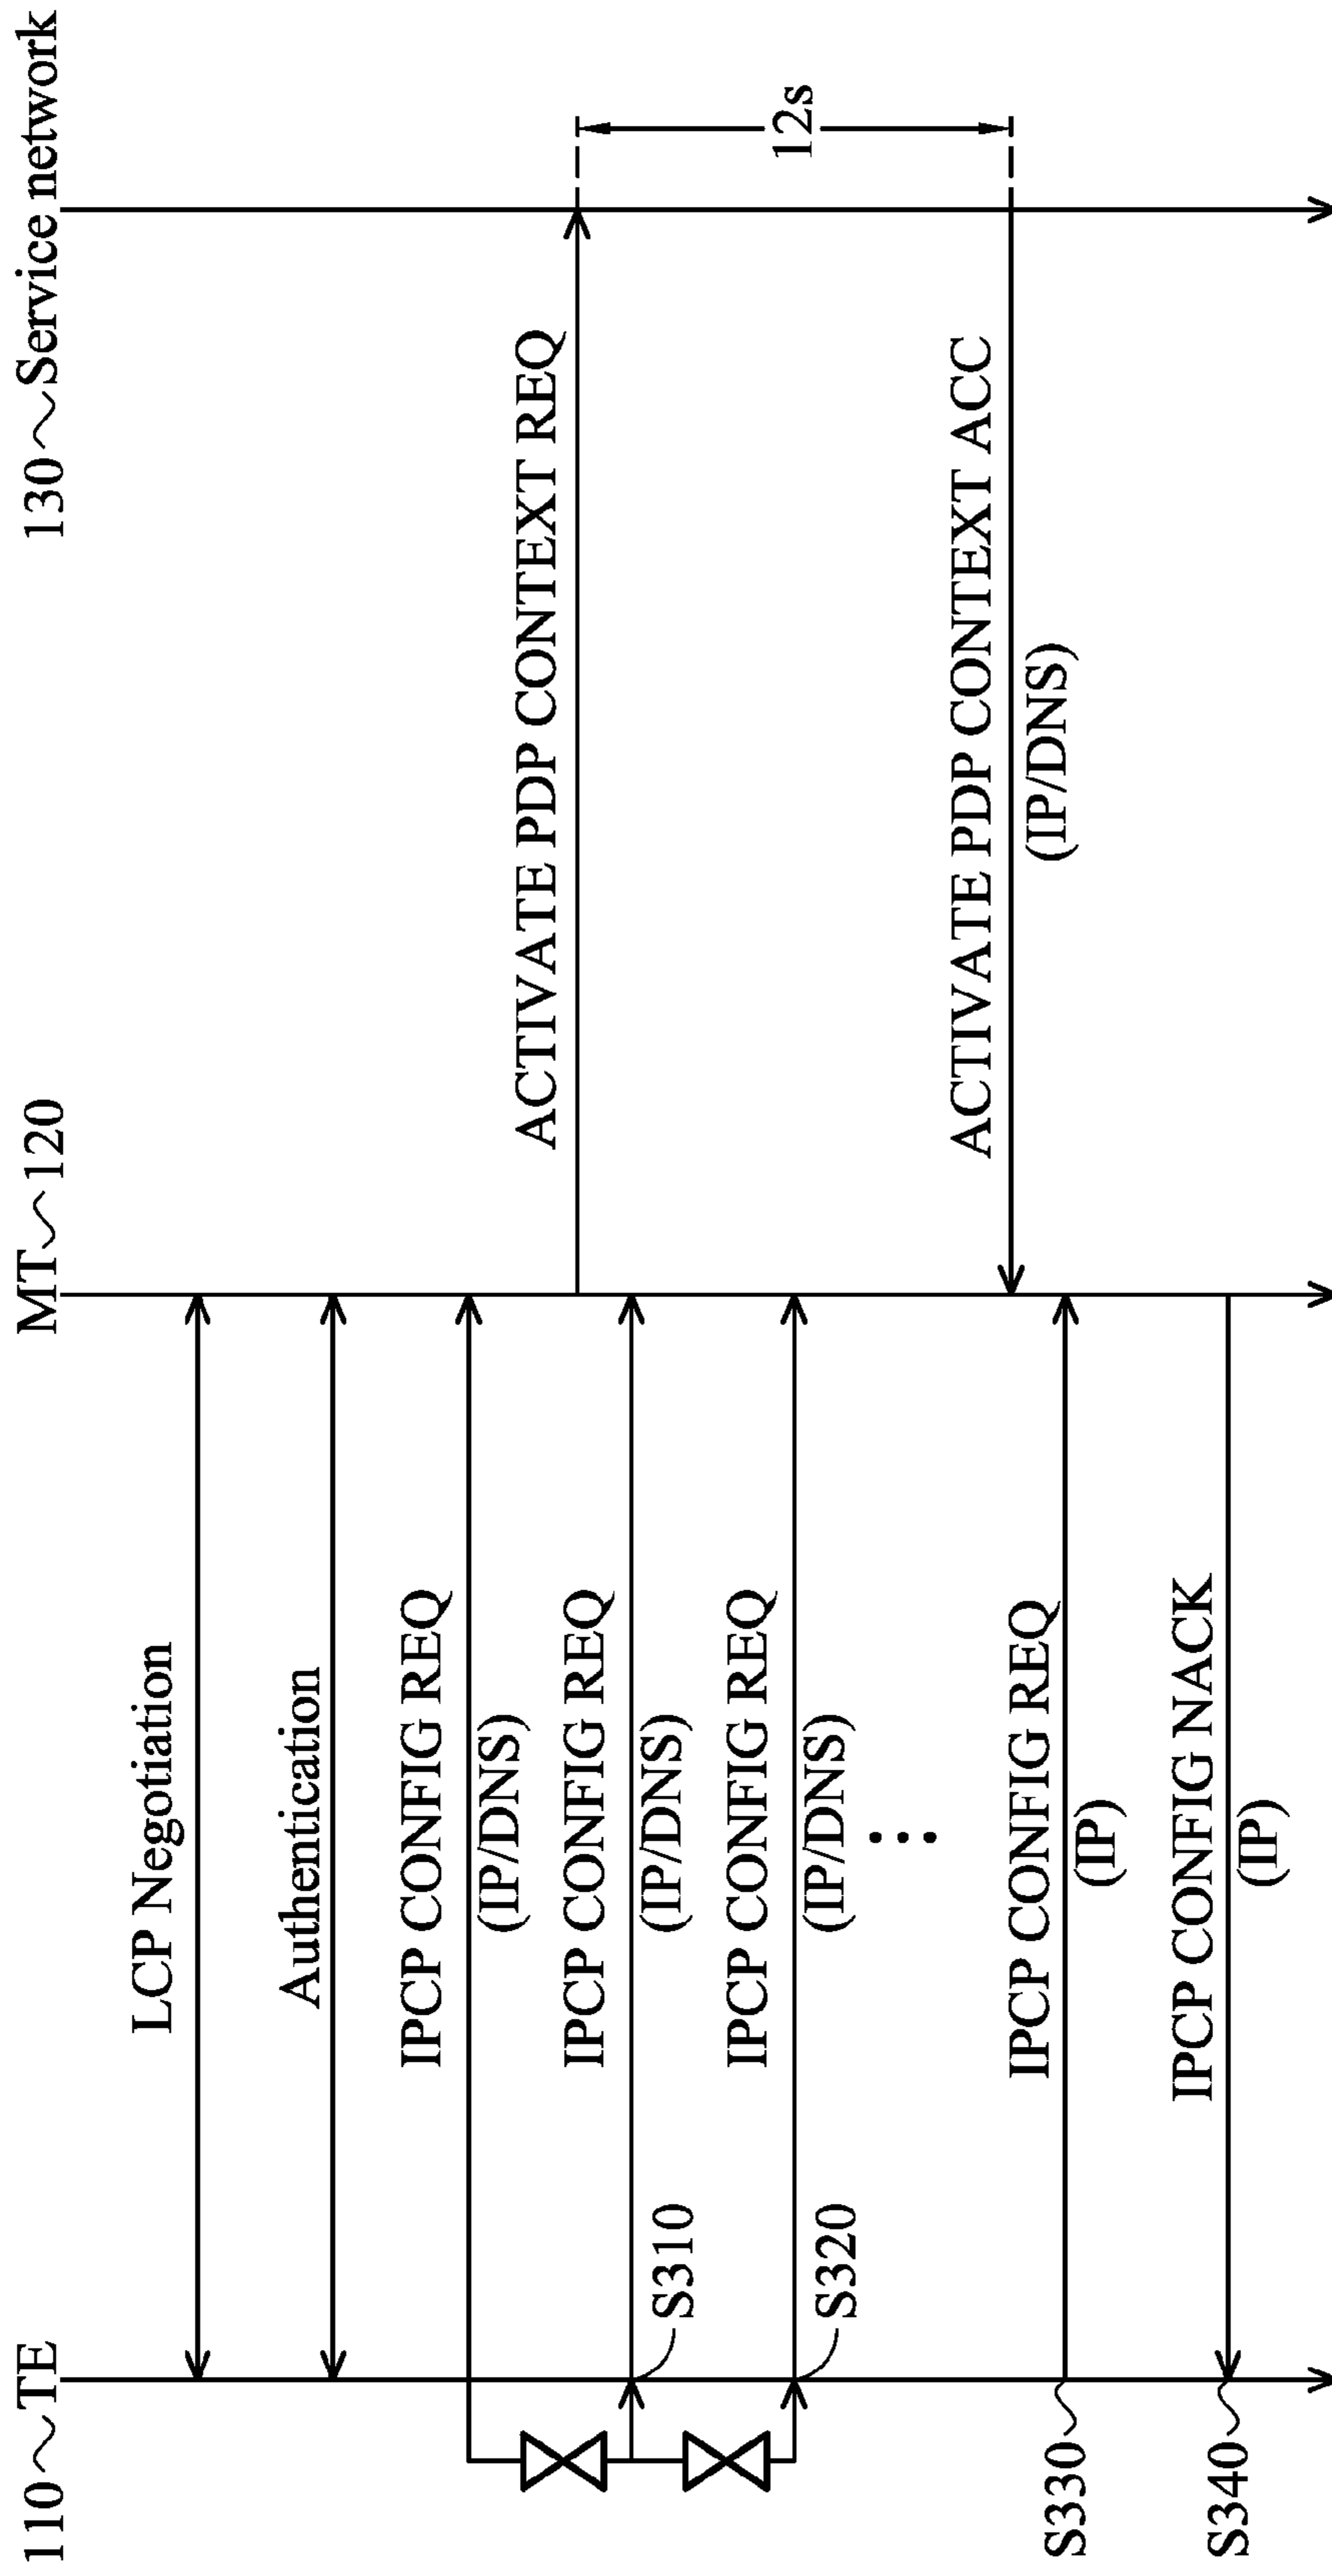 110~TE
MT~120
130~Service network
LCP Negotiation
Authentication
IPCP CONFIG REQ
(IP/DNS)
ACTIVATE PDP CONTEXT REQ
IPCP CONFIG REQ
(IP/DNS)
S310
IPCP CONFIG REQ
(IP/DNS)
S320
12s
...
ACTIVATE PDP CONTEXT ACC
(IP/DNS)
IPCP CONFIG REQ
(IP)
S330
IPCP CONFIG NACK
(IP)
S340